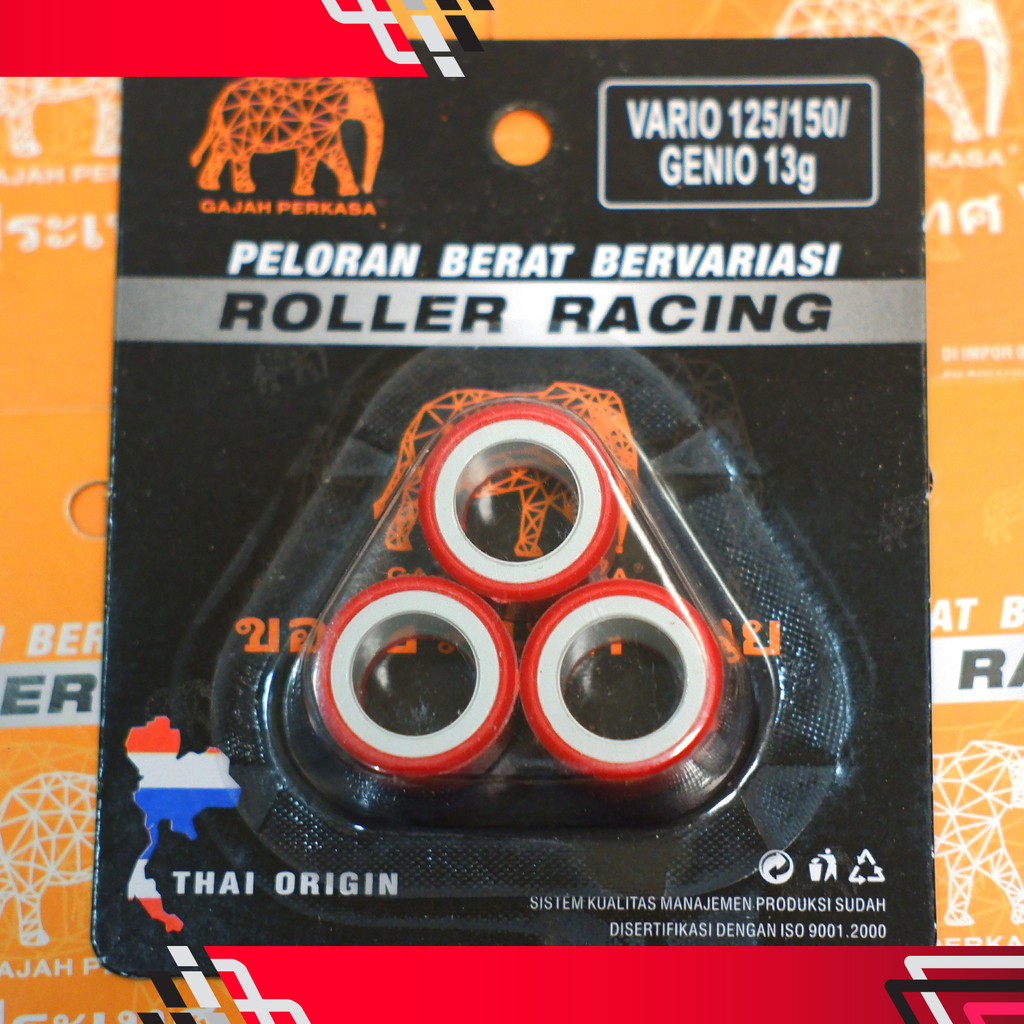 GAJAH PERKASA
VARIO 125/150/
GENIO 13g
PELORAN BERAT BERVARIASI
ROLLER RACING
THAI ORIGIN
SISTEM KUALITAS MANAJEMEN PRODUKSI SUDAH
DISERTIFIKASI DENGAN ISO 9001.2000